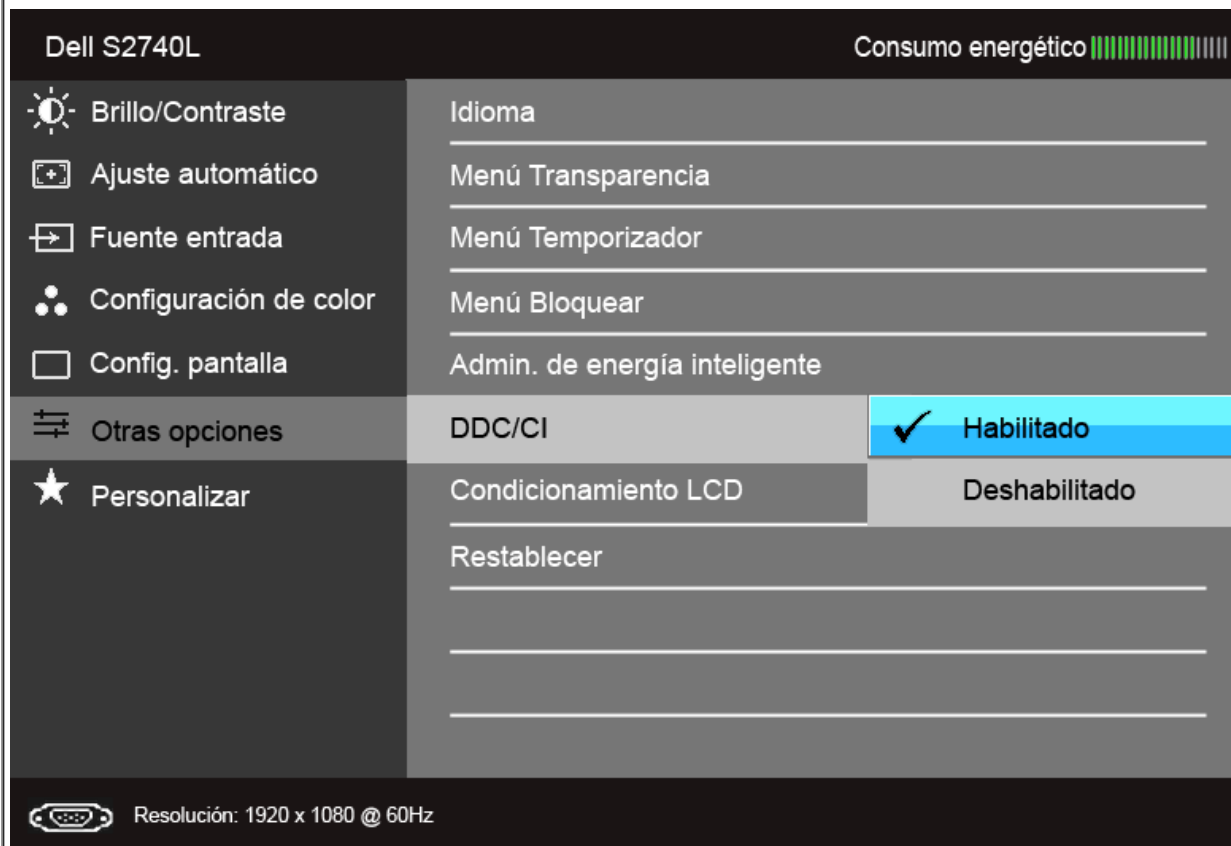 Dell S2740L
Consumo energético
Brillo/Contraste
Ajuste automático
Fuente entrada
Configuración de color
Config. pantalla
Otras opciones
Personalizar
Idioma
Menú Transparencia
Menú Temporizador
Menú Bloquear
Admin. de energía inteligente
DDC/CI
Habilitado
Condicionamiento LCD
Deshabilitado
Restablecer
Resolución: 1920 x 1080 @ 60Hz